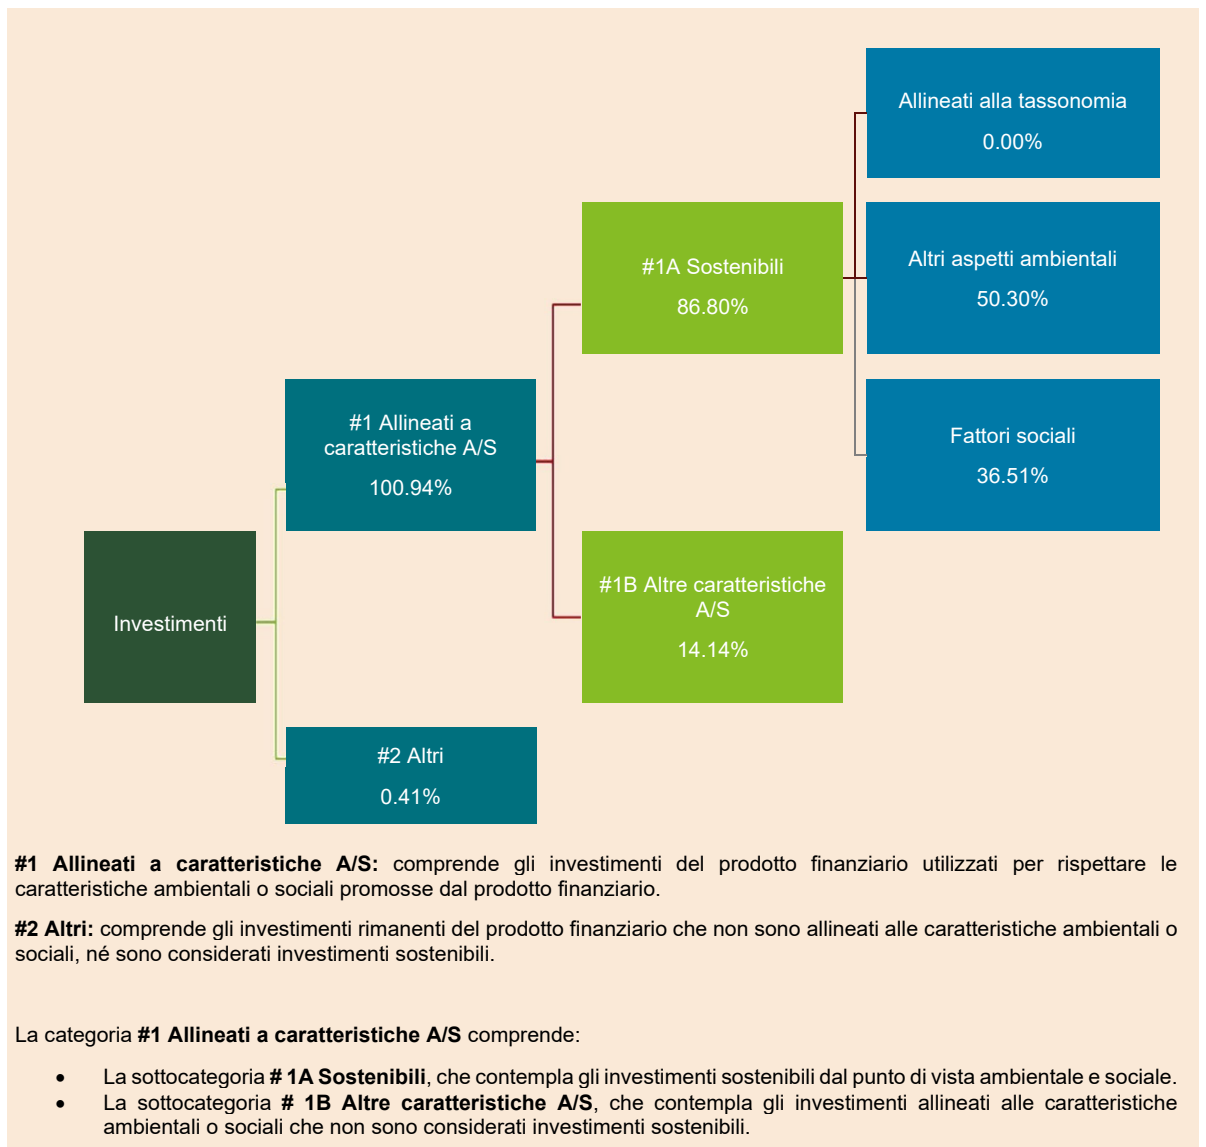 Allineati alla tassonomia
0.00%
#1A Sostenibili
86.80%
Altri aspetti ambientali
50.30%
#1 Allineati a
caratteristiche A/S
100.94%
Fattori sociali
36.51%
Investimenti
#1B Altre caratteristiche
A/S
14.14%
#2 Altri
0.41%
#1 Allineati a caratteristiche A/S: comprende gli investimenti del prodotto finanziario utilizzati per rispettare le
caratteristiche ambientali o sociali promosse dal prodotto finanziario.
#2 Altri: comprende gli investimenti rimanenti del prodotto finanziario che non sono allineati alle caratteristiche ambientali o
sociali, né sono considerati investimenti sostenibili.
La categoria #1 Allineati a caratteristiche A/S comprende:
• La sottocategoria # 1A Sostenibili, che contempla gli investimenti sostenibili dal punto di vista ambientale e sociale.
• La sottocategoria # 1B Altre caratteristiche A/S, che contempla gli investimenti allineati alle caratteristiche
ambientali o sociali che non sono considerati investimenti sostenibili.